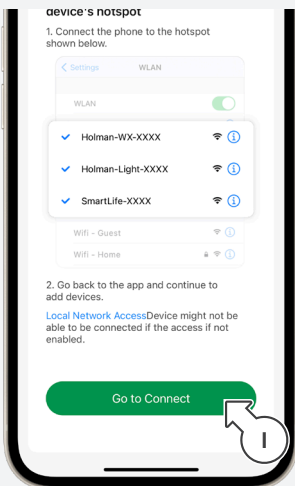 device's hotspot
1. Connect the phone to the hotspot
shown below.
Settings WLAN
WLAN
Holman-WX-XXXX
Holman-Light-XXXX
SmartLife-XXXX
Wifi - Guest
Wifi - Home
2. Go back to the app and continue to
add devices.
Local Network AccessDevice might not be
able to be connected if the access if not
enabled.
Go to Connect
I